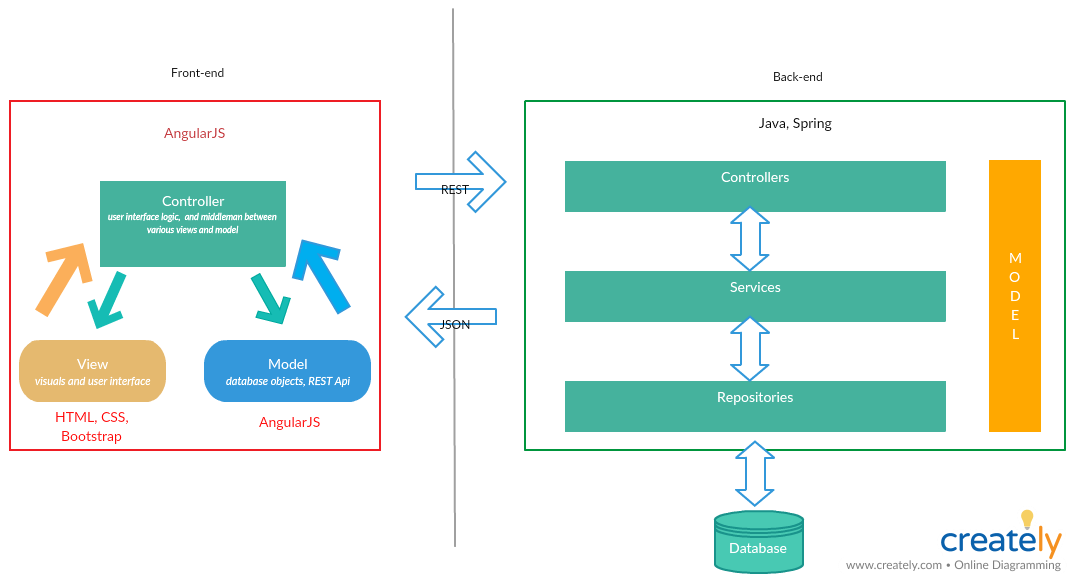 Front-end
AngularJS
Controller
user interface logic, and middleman between
various views and model
View
visuals and user interface
HTML, CSS,
Bootstrap
Model
database objects, REST Api
AngularJS
REST
JSON
Back-end
Java, Spring
Controllers
Services
Repositories
M
O
D
E
L
Database
creately
www.creately.com • Online Diagramming